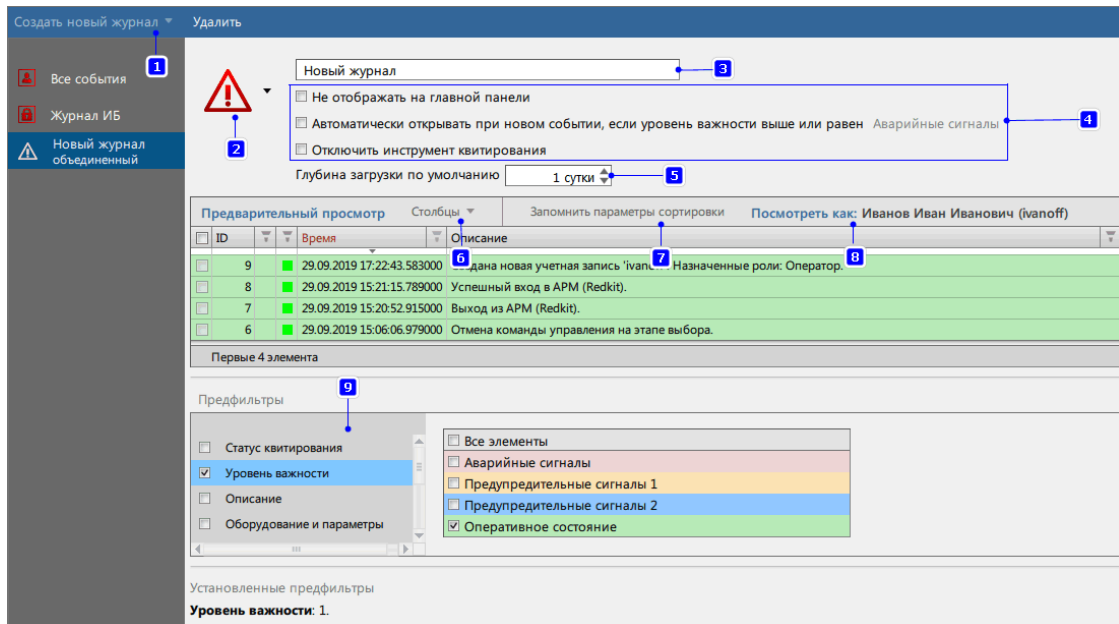 Создать новый журнал Удалить
1
Все события
Журнал ИБ
Новый журнал
объединенный
2
Новый журнал
3
Не отображать на главной панели
Автоматически открывать при новом событии, если уровень важности выше или равен Аварийные сигналы
4
Отключить инструмент квитирования
Глубина загрузки по умолчанию 1 сутки
5
Предварительный просмотр Столбцы Запомнить параметры сортировки Посмотреть как: Иванов Иван Иванович (ivanoff)
6 7 8
ID Время Описание
9 29.09.2019 17:22:43.583000 новая учетная запись Назначенные роли: Оператор.
8 29.09.2019 15:21:15.789000 Успешный вход в АРМ (Redkit).
7 29.09.2019 15:20:52.915000 Выход из АРМ (Redkit).
6 29.09.2019 15:06:06.979000 Отмена команды управления на этапе выбора.
Первые 4 элемента
9
Предфильтры
Статус квитирования
Уровень важности
Описание
Оборудование и параметры
Все элементы
Аварийные сигналы
Предупредительные сигналы 1
Предупредительные сигналы 2
Оперативное состояние
Установленные предфильтры
Уровень важности: 1.